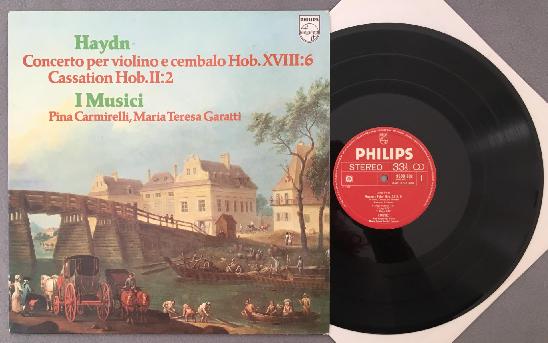 Haydn
PHILIPS
Concerto per violino e cembalo Hob. XVIII:6
Cassation Hob. II:2
I Musici
Pina Carmirelli, Maria Teresa Garatti
PHILIPS
STEREO 33⅓
1